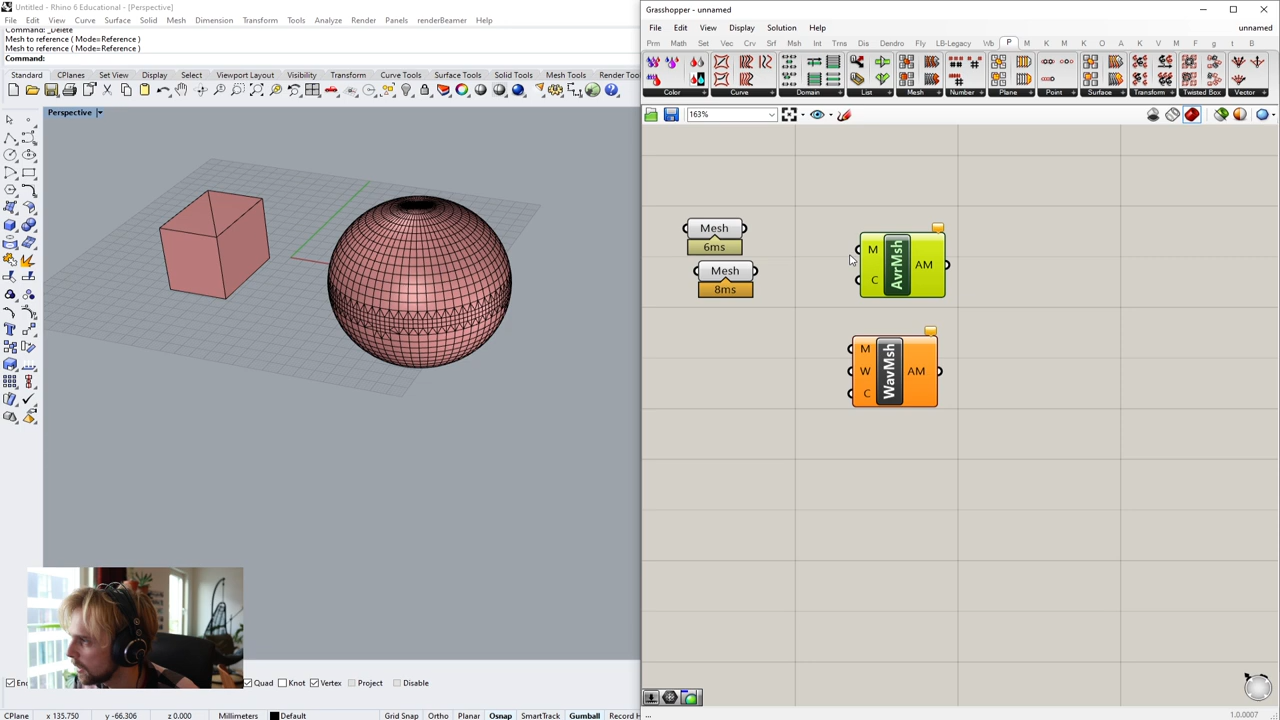 Untitled - Rhino 6 Educational - [Perspective]
File Edit View Curve Surface Solid Mesh Dimension Transform Tools Analyze Render Panels renderBeamer Help
Command: _Delete
Mesh to reference ( Mode=Reference )
Mesh to reference ( Mode=Reference )
Command:
Standard CPlanes Set View Display Select Viewport Layout Visibility Transform Curve Tools Surface Tools Solid Tools Mesh Tools Render Too
Perspective
Quad Knot Vertex Project Disable
CPlane x 135.750 y -66.306 z 0.000 Millimeters Default Grid Snap Ortho Planar Osnap SmartTrack Gumball Record H
Grasshopper - unnamed
File Edit View Display Solution Help unnamed
Prm Math Set Vec Crv Srf Msh Int Trns Dis Dendro Fly LB-Legacy Wb P M K M K O A K V M F g t B
Color Curve Domain List Mesh Number Plane Point Surface Transform Twisted Box Vector
163%
Mesh
6ms
Mesh
8ms
M
C
AvrMsh
AM
M
W
C
WavMsh
AM
...
1.0.0007